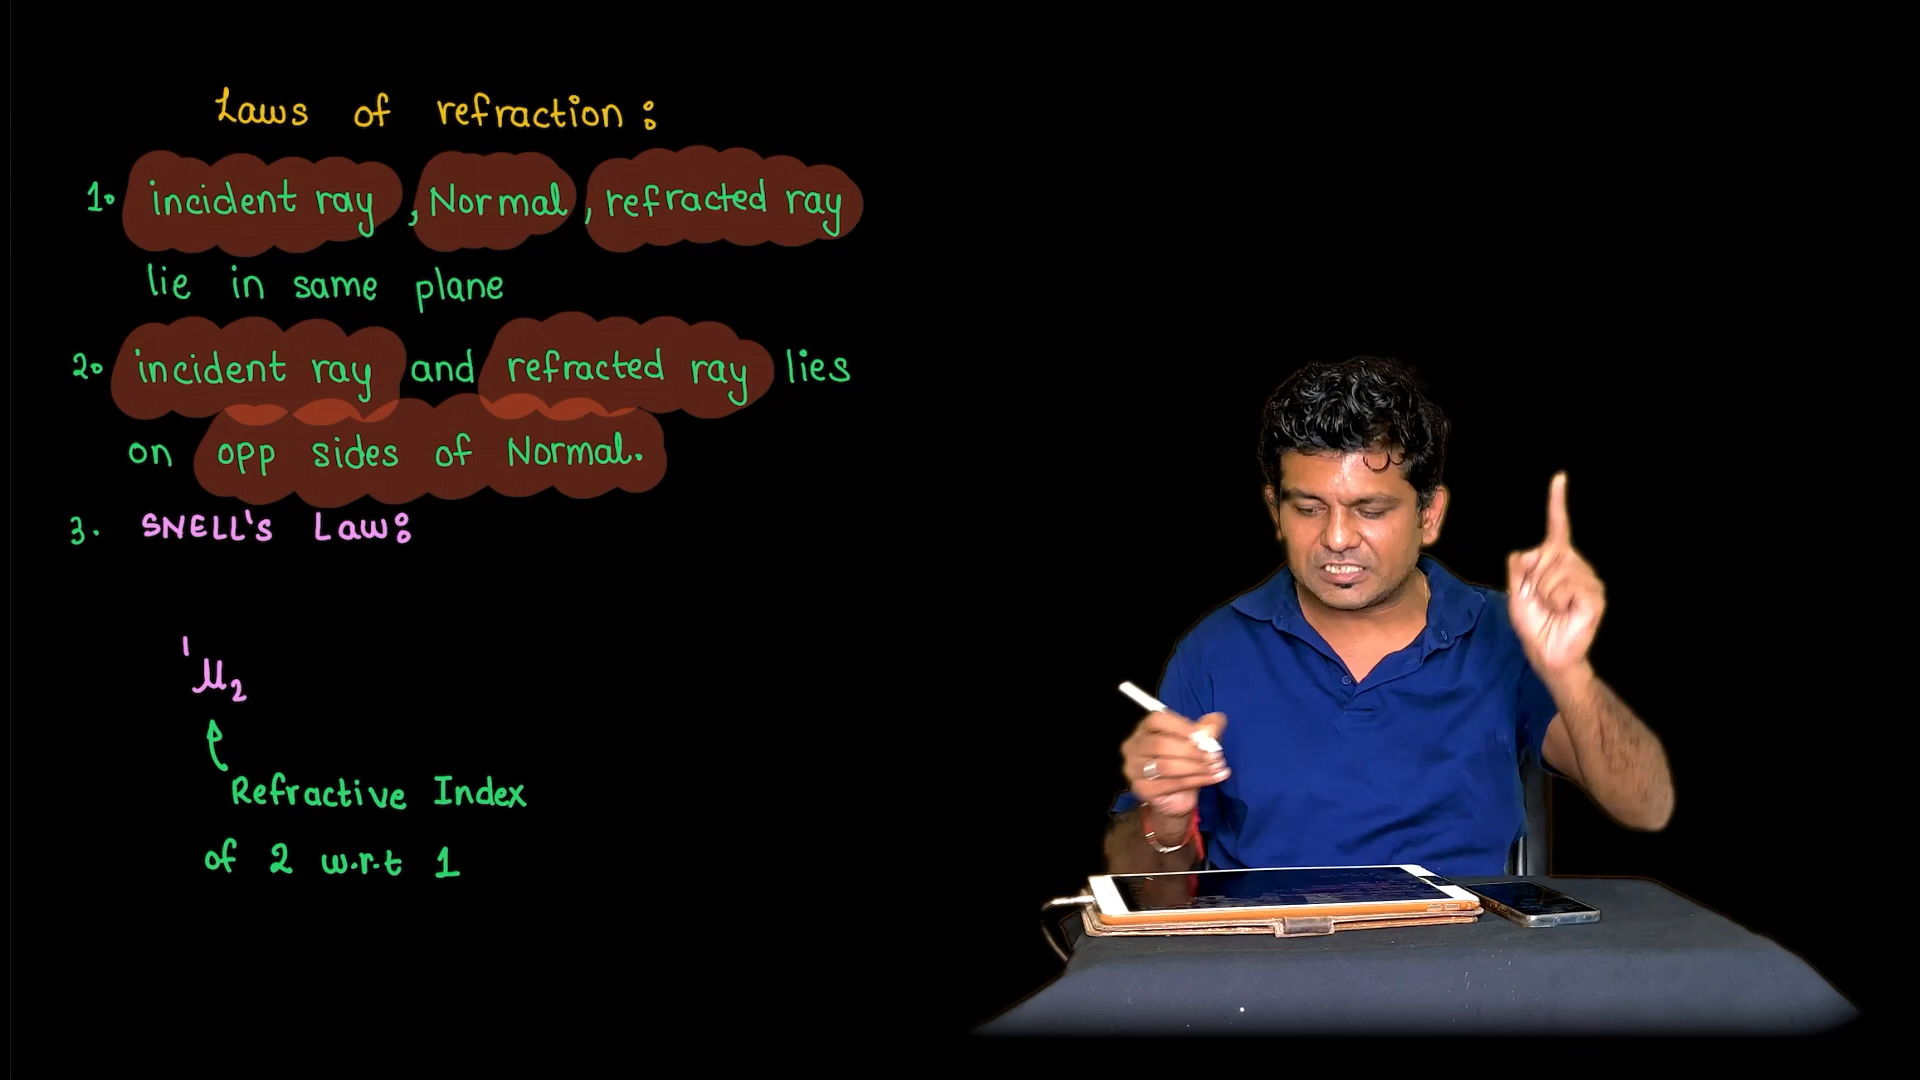 Laws of refraction:
1. incident ray, Normal, refracted ray
lie in same plane
2. incident ray and refracted ray lies
on opp sides of Normal.
3. SNELL's Law:
¹μ₂
Refractive Index
of 2 w.r.t 1